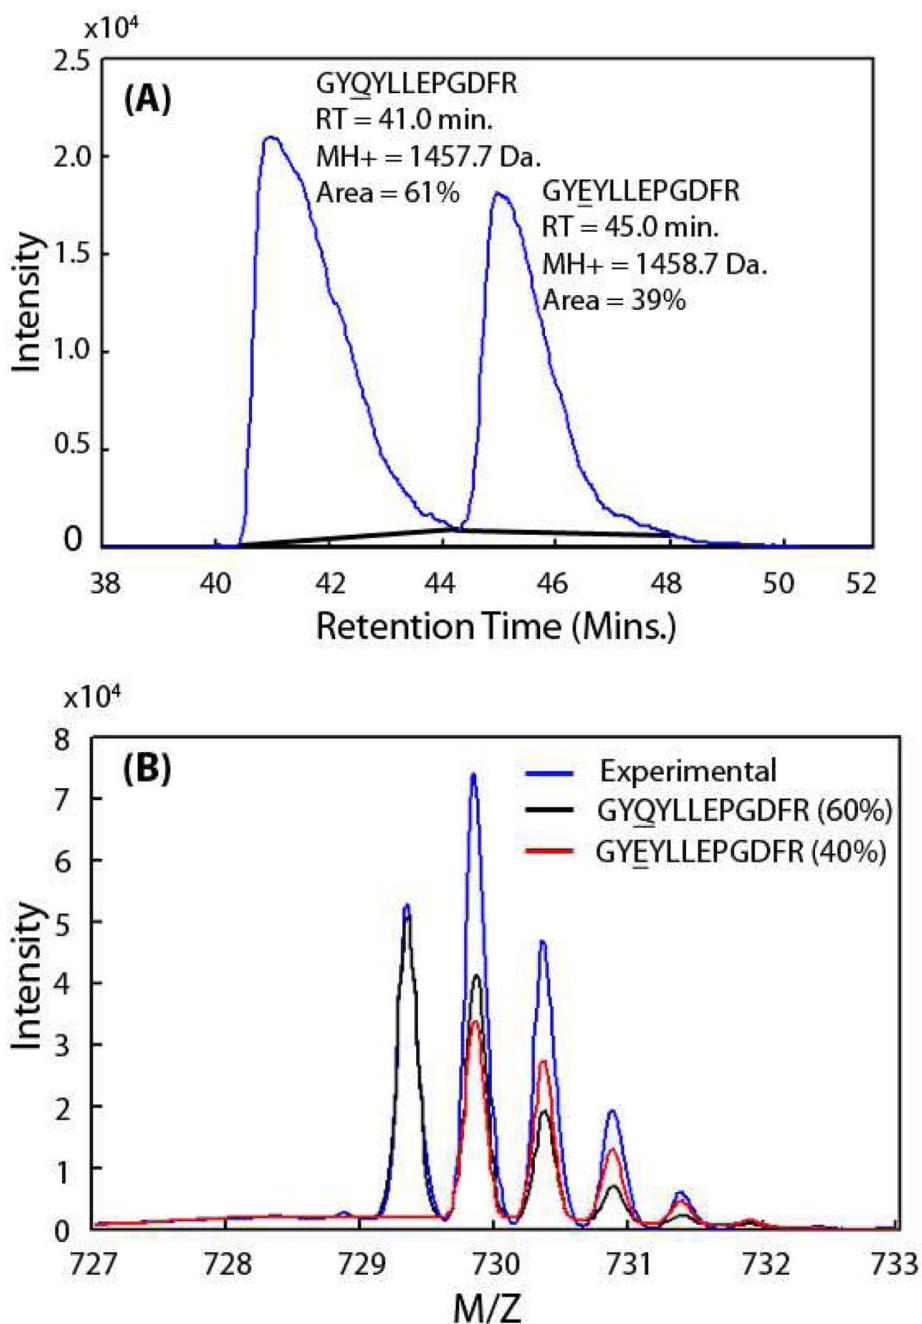 x10⁴
2.5
(A)
GYQYLLEPGDFR
RT = 41.0 min.
MH+ = 1457.7 Da.
Area = 61%
GYEYLLEPGDFR
RT = 45.0 min.
MH+ = 1458.7 Da.
Area = 39%
2.0
1.5
1.0
0.5
0
Intensity
38 40 42 44 46 48 50 52
Retention Time (Mins.)
x10⁴
8
(B)
Experimental
GYQYLLEPGDFR (60%)
GYEYLLEPGDFR (40%)
7
6
5
4
3
2
1
0
Intensity
727 728 729 730 731 732 733
M/Z